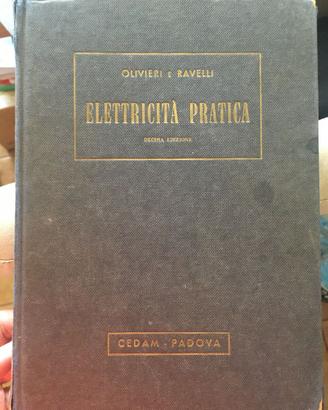 OLIVIERI E RAVELLI
ELETTRICITÀ PRATICA
DECIMA EDIZIONE
CEDAM - PADOVA